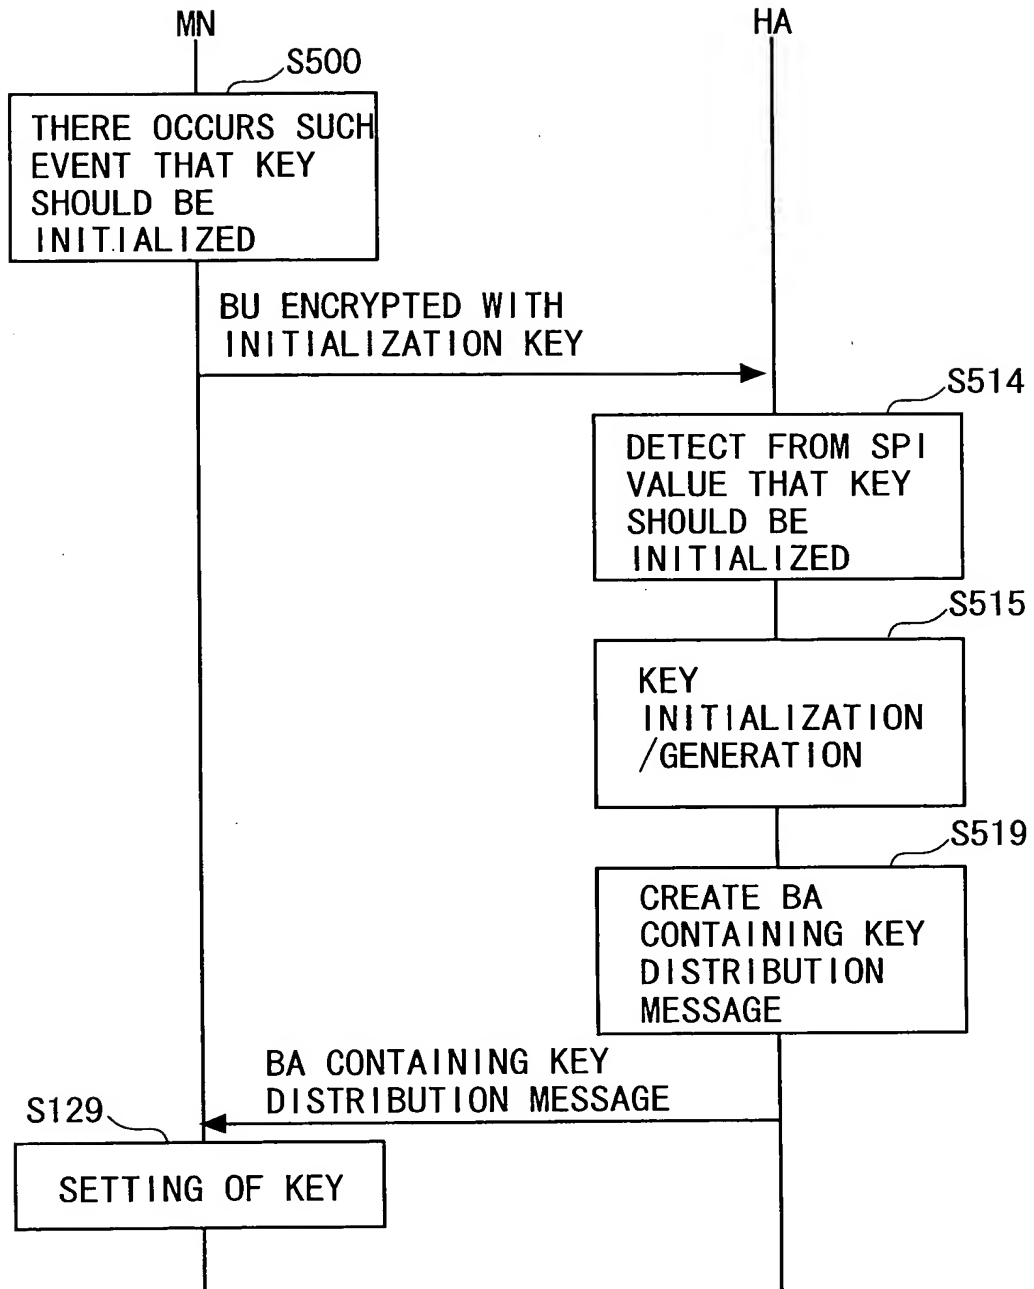 MN
HA
S500
THERE OCCURS SUCH
EVENT THAT KEY
SHOULD BE
INITIALIZED
BU ENCRYPTED WITH
INITIALIZATION KEY
S514
DETECT FROM SPI
VALUE THAT KEY
SHOULD BE
INITIALIZED
S515
KEY
INITIALIZATION
/GENERATION
S519
CREATE BA
CONTAINING KEY
DISTRIBUTION
MESSAGE
BA CONTAINING KEY
DISTRIBUTION MESSAGE
S129
SETTING OF KEY